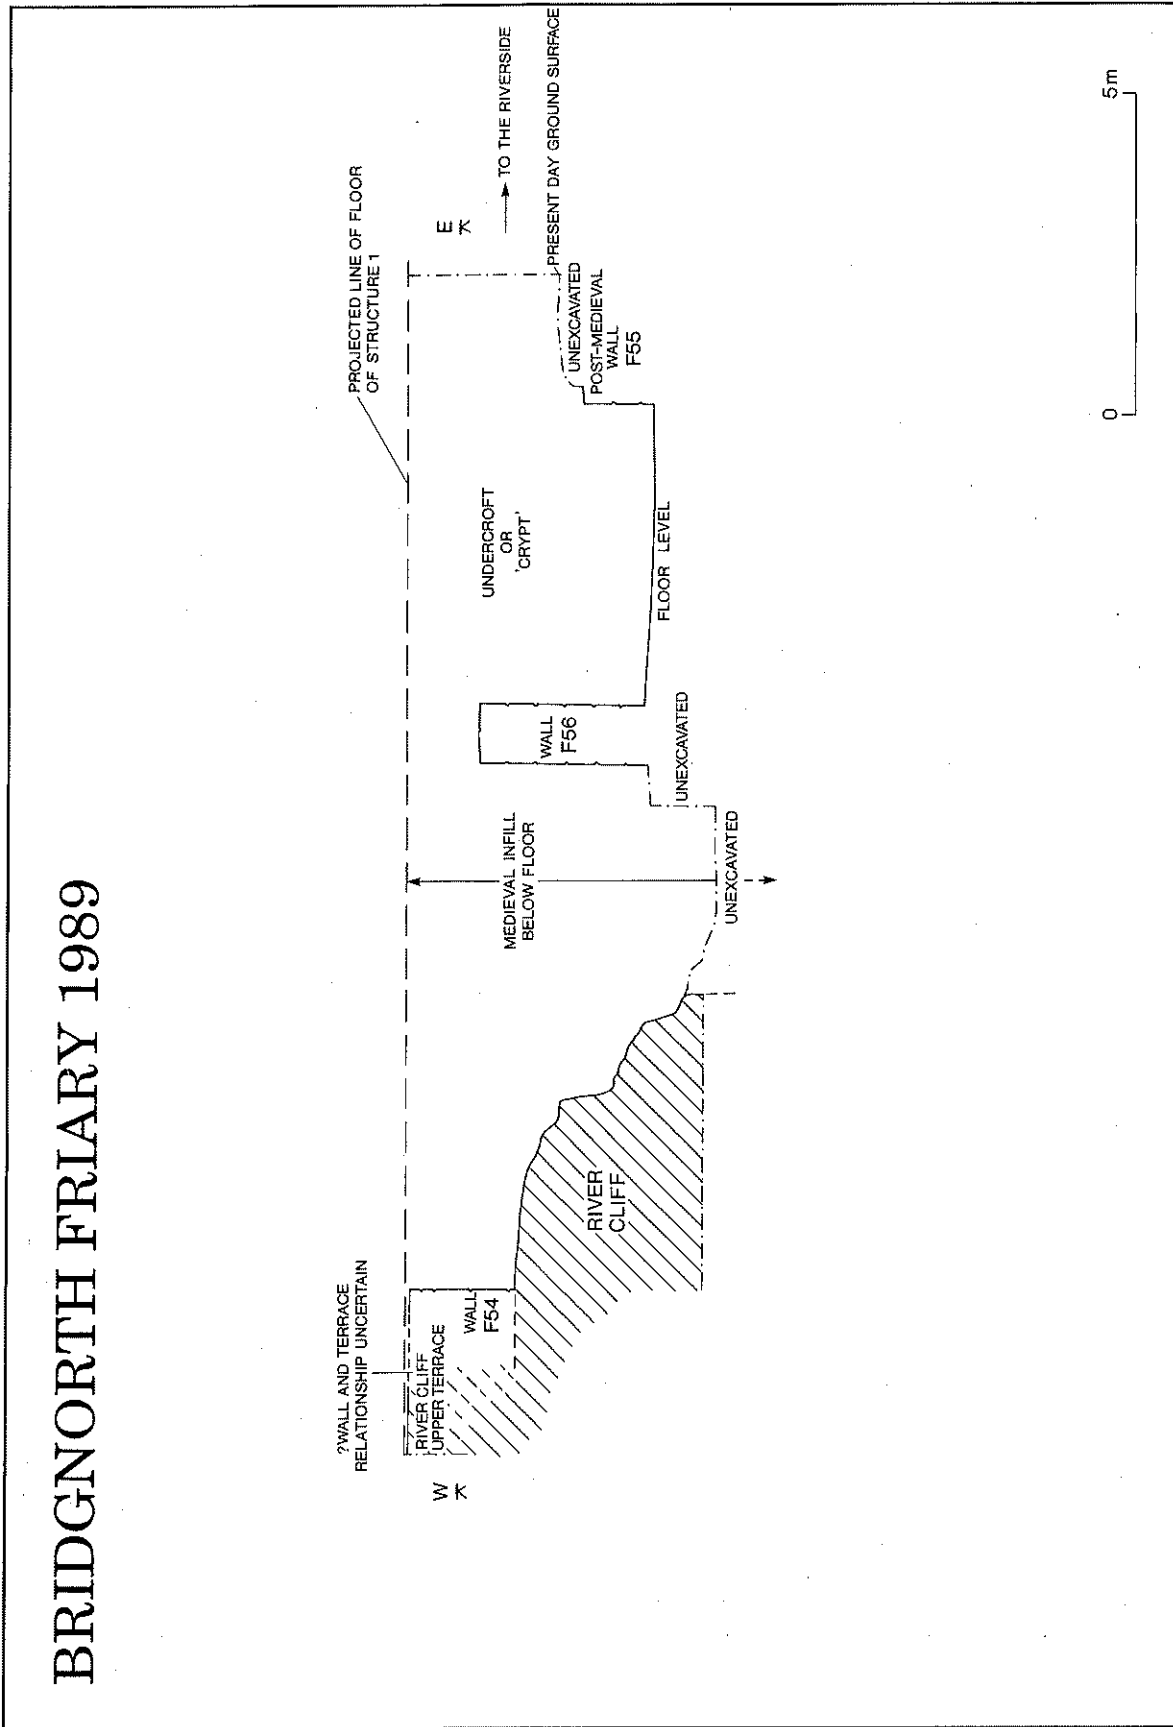 BRIDGNORTH FRIARY 1989
?WALL AND TERRACE
RELATIONSHIP UNCERTAIN
PROJECTED LINE OF FLOOR
OF STRUCTURE 1
W
E
TO THE RIVERSIDE
RIVER CLIFF
UPPER TERRACE
WALL
F54
MEDIEVAL INFILL
BELOW FLOOR
WALL
F56
UNDERCROFT
OR
'CRYPT'
PRESENT DAY GROUND SURFACE
UNEXCAVATED
POST-MEDIEVAL
WALL
F55
RIVER
CLIFF
FLOOR LEVEL
UNEXCAVATED
UNEXCAVATED
0
5m